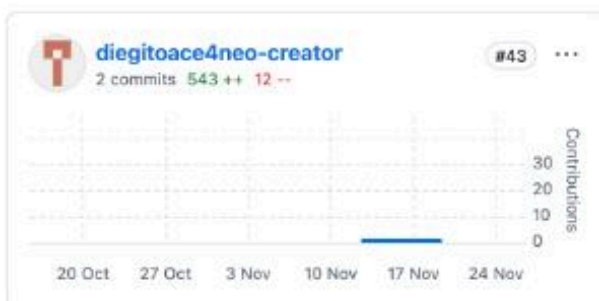 diegitoace4neo-creator
#43 ...
2 commits 543 ++ 12 --
Contributions
30
20
10
0
20 Oct 27 Oct 3 Nov 10 Nov 17 Nov 24 Nov